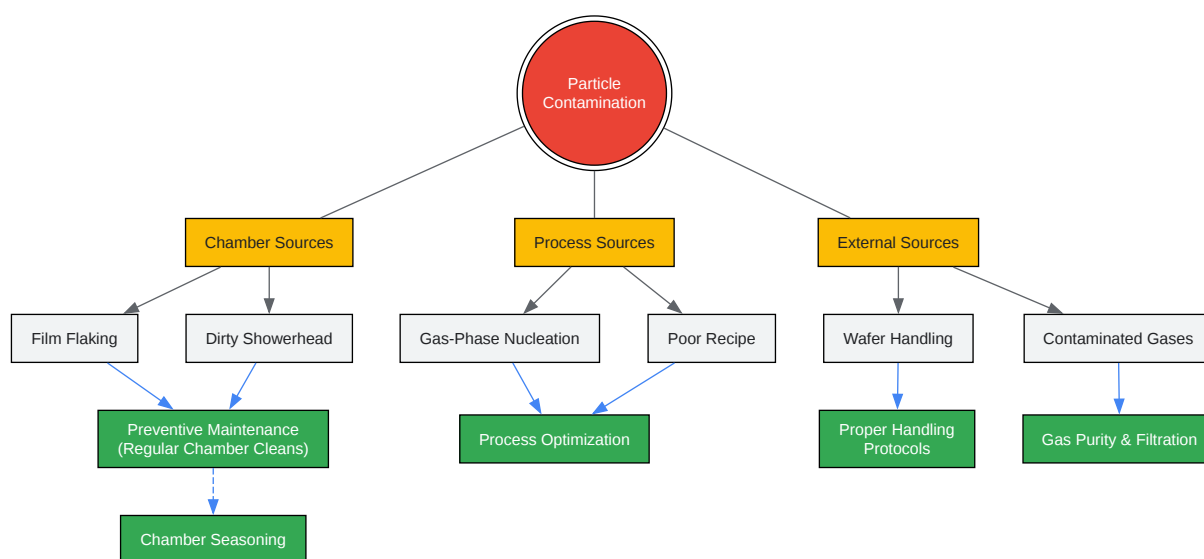 Particle
Contamination
Chamber Sources
Process Sources
External Sources
Film Flaking
Dirty Showerhead
Gas-Phase Nucleation
Poor Recipe
Wafer Handling
Contaminated Gases
Preventive Maintenance
(Regular Chamber Cleans)
Process Optimization
Proper Handling
Protocols
Gas Purity & Filtration
Chamber Seasoning